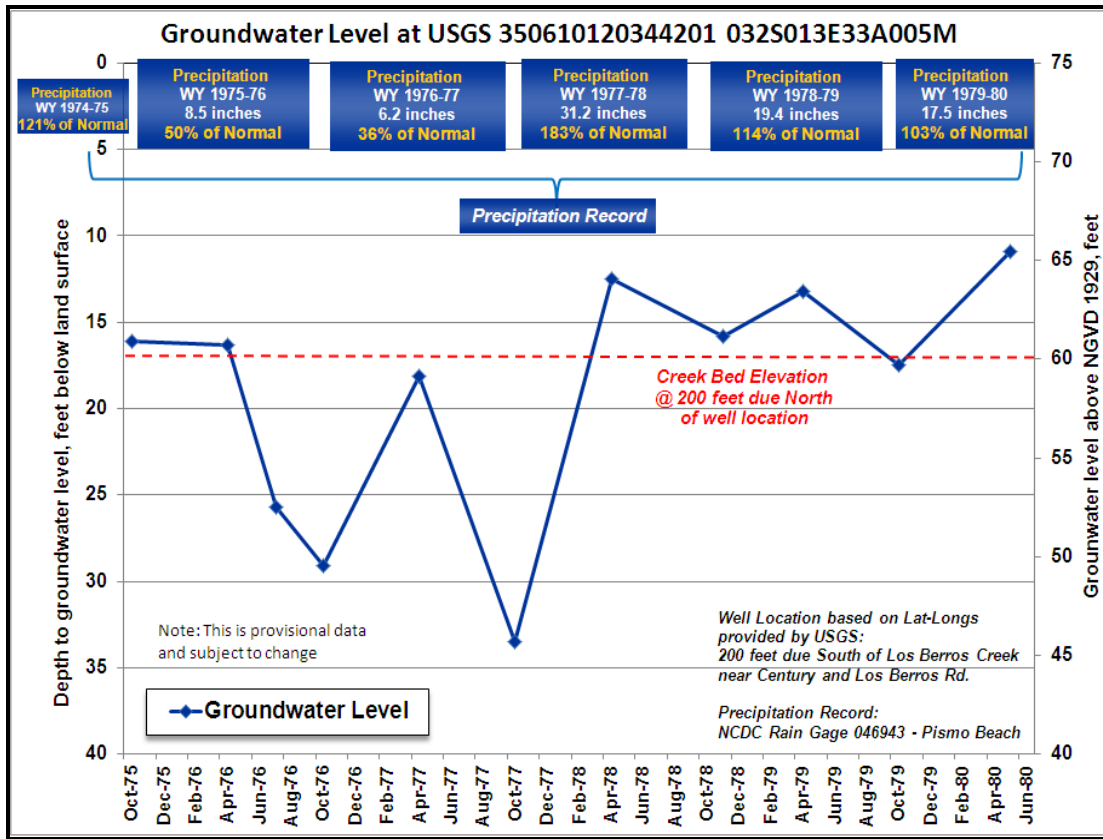 Groundwater Level at USGS 350610120344201 032S013E33A005M
Precipitation
WY 1974-75
121% of Normal
Precipitation
WY 1975-76
8.5 inches
50% of Normal
Precipitation
WY 1976-77
6.2 inches
36% of Normal
Precipitation
WY 1977-78
31.2 inches
183% of Normal
Precipitation
WY 1978-79
19.4 inches
114% of Normal
Precipitation
WY 1979-80
17.5 inches
103% of Normal
Precipitation Record
Depth to groundwater level, feet below land surface
0
5
10
15
20
25
30
35
40
Grounwater level above NGVD 1929, feet
75
70
65
60
55
50
45
40
Creek Bed Elevation
@ 200 feet due North
of well location
Note: This is provisional data
and subject to change
Groundwater Level
Well Location based on Lat-Longs
provided by USGS:
200 feet due South of Los Berros Creek
near Century and Los Berros Rd.
Precipitation Record:
NCDC Rain Gage 046943 - Pismo Beach
Oct-75
Dec-75
Feb-76
Apr-76
Jun-76
Aug-76
Oct-76
Dec-76
Feb-77
Apr-77
Jun-77
Aug-77
Oct-77
Dec-77
Feb-78
Apr-78
Jun-78
Aug-78
Oct-78
Dec-78
Feb-79
Apr-79
Jun-79
Aug-79
Oct-79
Dec-79
Feb-80
Apr-80
Jun-80